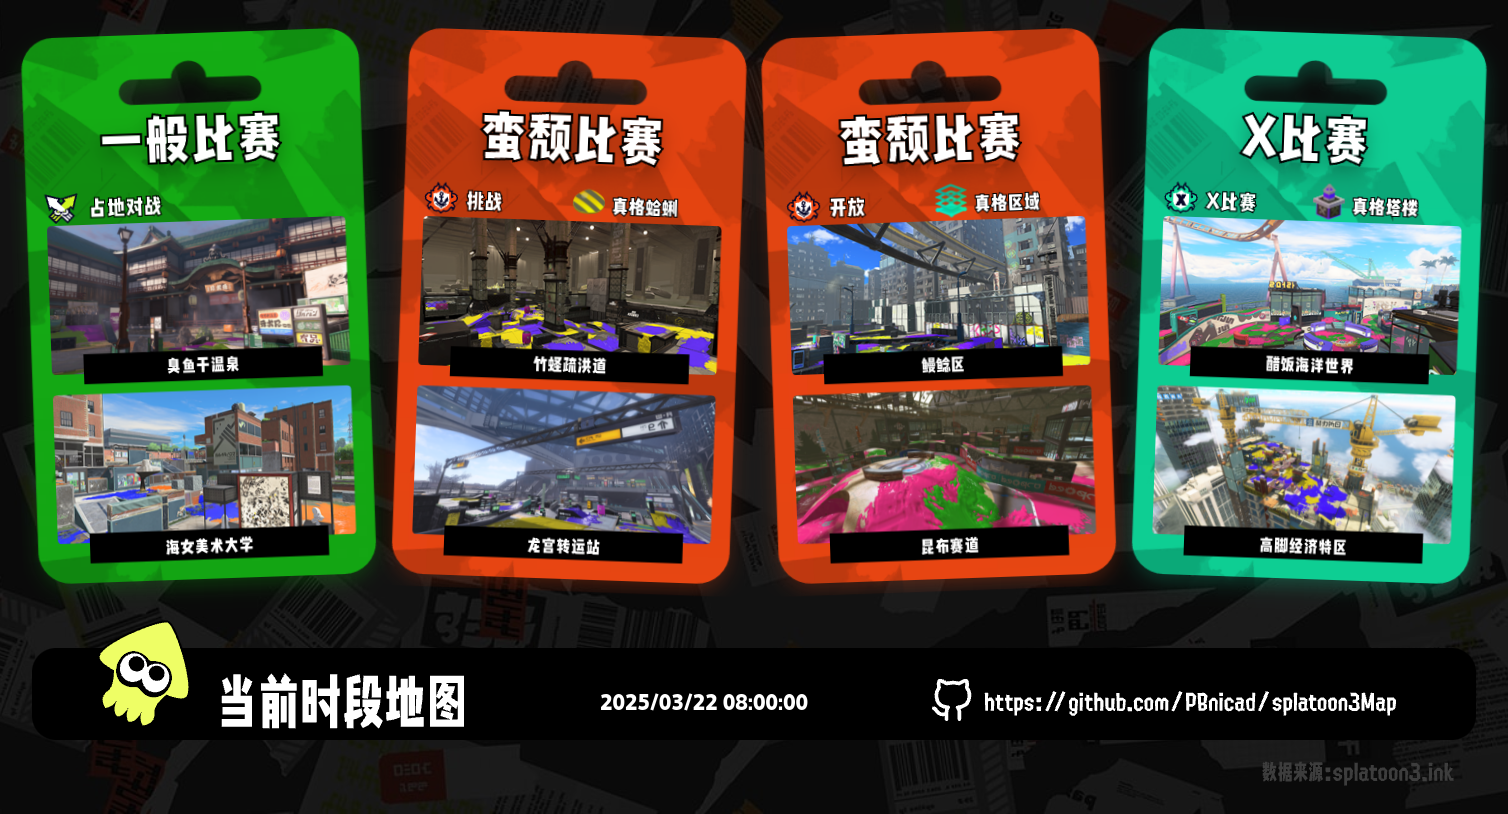 一般比赛
占地对战
臭鱼干温泉
海女美术大学
蛮颓比赛
挑战
真格蛤蜊
竹蛏疏洪道
龙宫转运站
蛮颓比赛
开放
真格区域
鳗鲶区
昆布赛道
X比赛
X比赛
真格塔楼
醋饭海洋世界
高脚经济特区
当前时段地图
2025/03/22 08:00:00
https://github.com/PBnicad/splatoon3Map
数据来源:splatoon3.ink